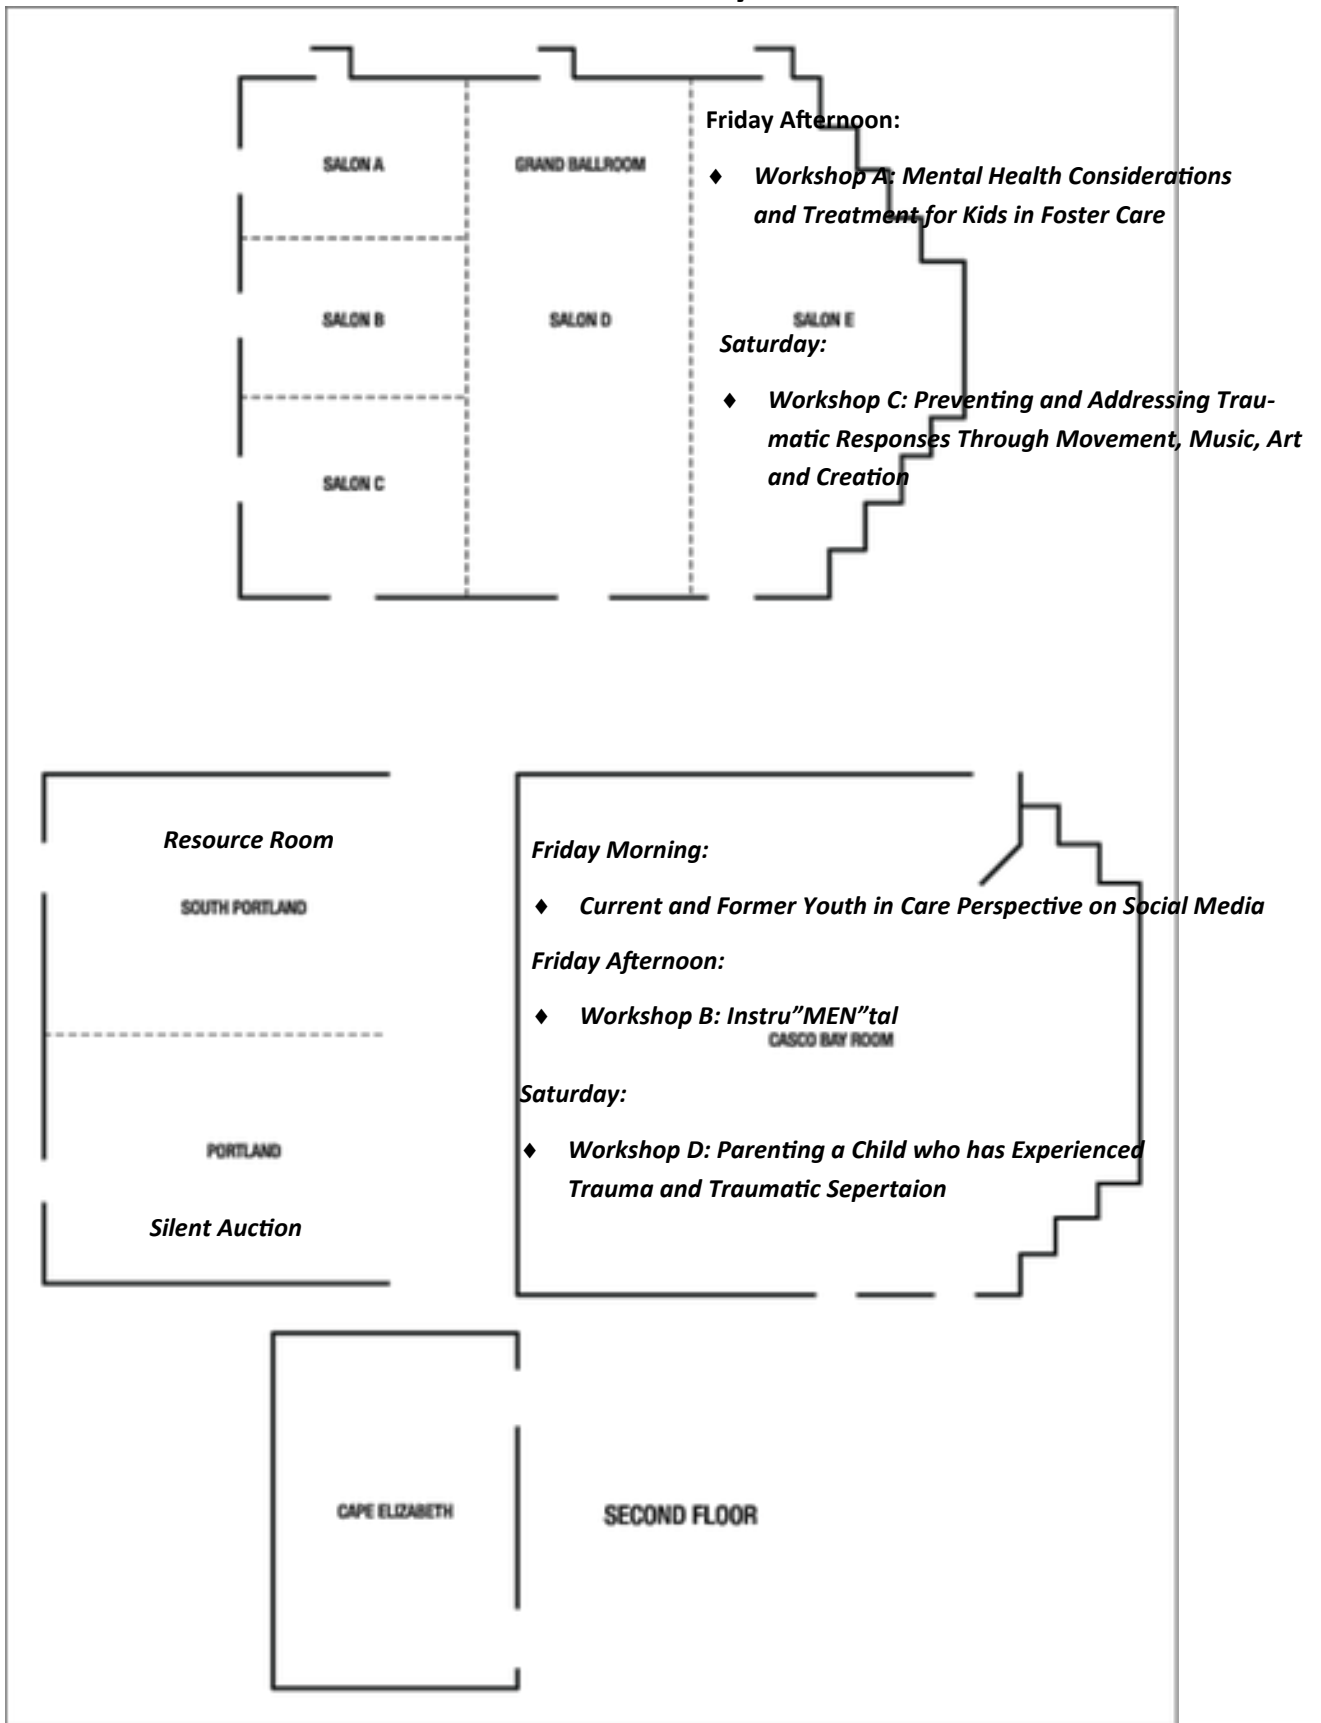 Friday Afternoon:
SALON A
GRAND BALLROOM
♦ Workshop A: Mental Health Considerations
and Treatment for Kids in Foster Care
SALON B
SALON D
SALON E
Saturday:
♦ Workshop C: Preventing and Addressing Trau-
matic Responses Through Movement, Music, Art
and Creation
SALON C
Resource Room
SOUTH PORTLAND
Friday Morning:
♦ Current and Former Youth in Care Perspective on Social Media
Friday Afternoon:
♦ Workshop B: Instru”MEN”tal
CASCO BAY ROOM
Saturday:
♦ Workshop D: Parenting a Child who has Experienced
Trauma and Traumatic Sepertaion
PORTLAND
Silent Auction
CAPE ELIZABETH
SECOND FLOOR